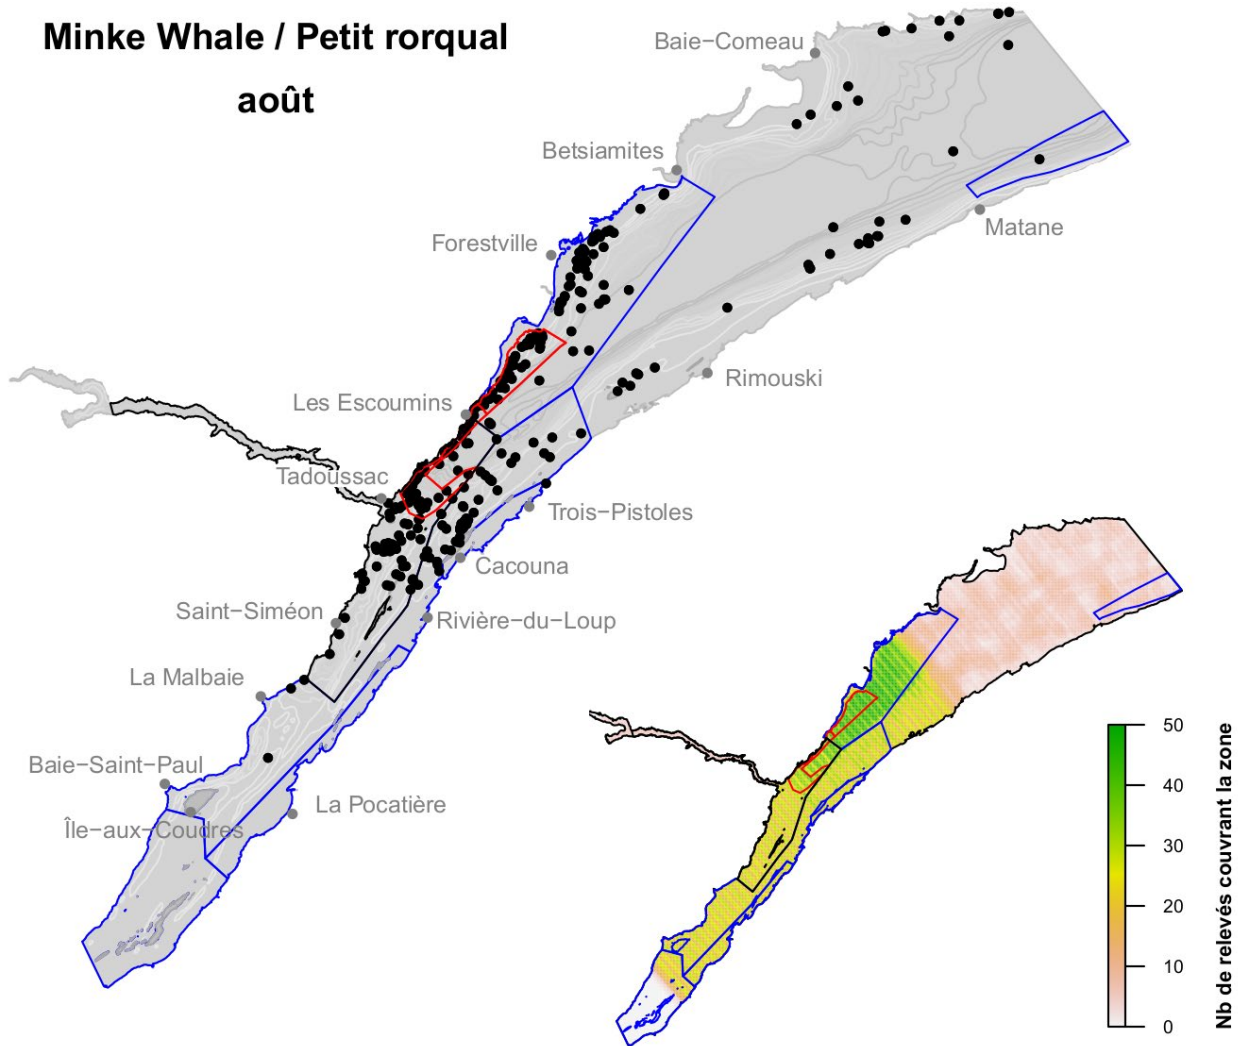 Minke Whale / Petit rorqual
août
Baie−Comeau
Betsiamites
Matane
Forestville
Rimouski
Les Escoumins
Tadoussac
Trois−Pistoles
Cacouna
Saint−Siméon
Rivière−du−Loup
La Malbaie
Baie−Saint−Paul
La Pocatière
Île−aux−Coudres
50
40
30
20
10
0
Nb de relevés couvrant la zone